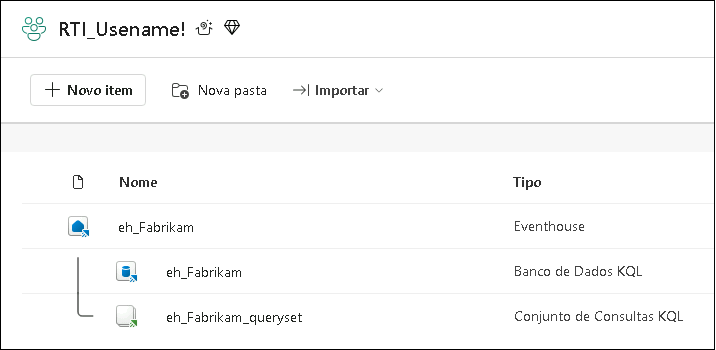 RTI_Usename!
Novo item Nova pasta Importar
Nome Tipo
eh_Fabrikam Eventhouse
eh_Fabrikam Banco de Dados KQL
eh_Fabrikam_queryset Conjunto de Consultas KQL